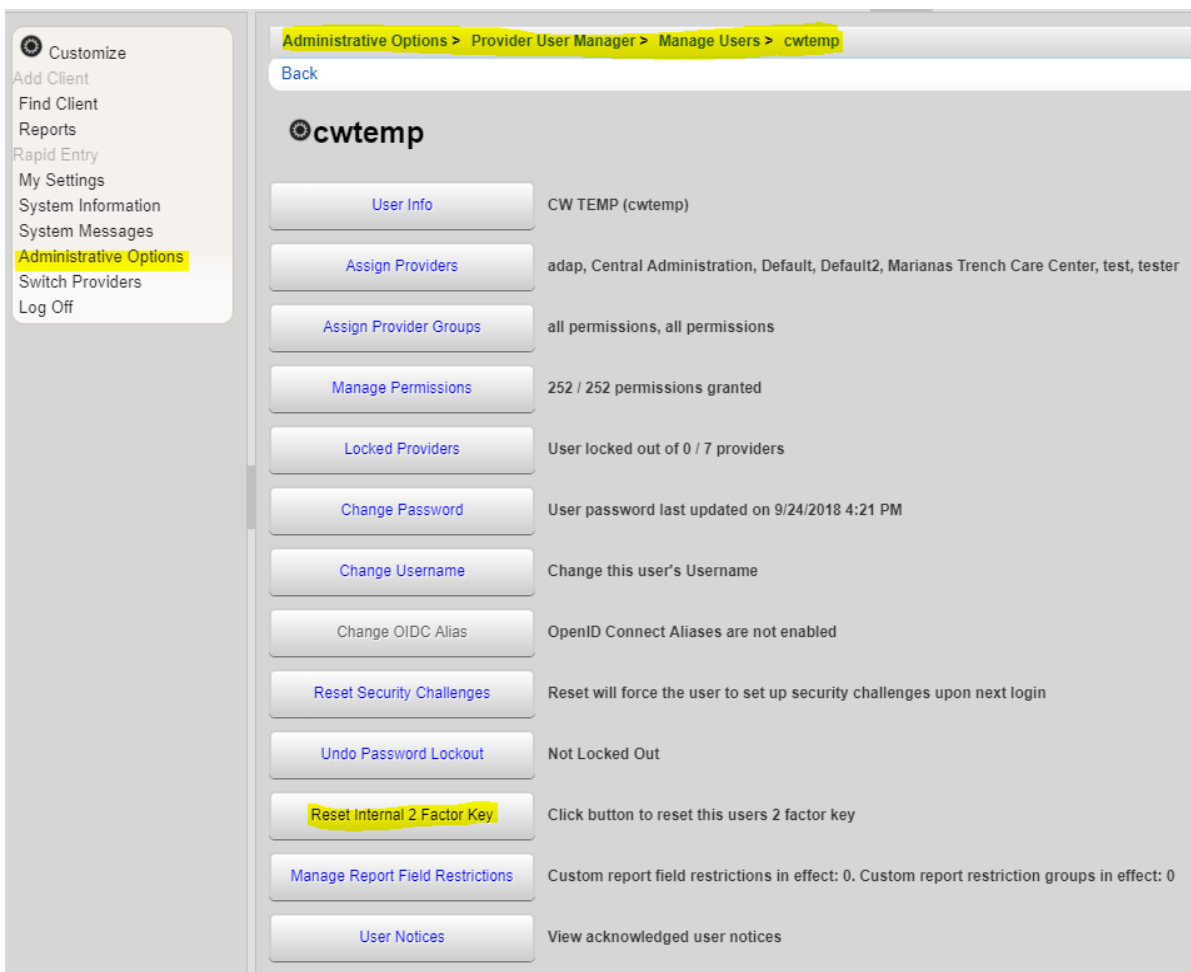 Customize
Add Client
Find Client
Reports
Rapid Entry
My Settings
System Information
System Messages
Administrative Options
Switch Providers
Log Off
Administrative Options > Provider User Manager > Manage Users > cwtemp
Back
cwtemp
User Info CW TEMP (cwtemp)
Assign Providers adap, Central Administration, Default, Default2, Marianas Trench Care Center, test, tester
Assign Provider Groups all permissions, all permissions
Manage Permissions 252 / 252 permissions granted
Locked Providers User locked out of 0 / 7 providers
Change Password User password last updated on 9/24/2018 4:21 PM
Change Username Change this user's Username
Change OIDC Alias OpenID Connect Aliases are not enabled
Reset Security Challenges Reset will force the user to set up security challenges upon next login
Undo Password Lockout Not Locked Out
Reset Internal 2 Factor Key Click button to reset this users 2 factor key
Manage Report Field Restrictions Custom report field restrictions in effect: 0. Custom report restriction groups in effect: 0
User Notices View acknowledged user notices